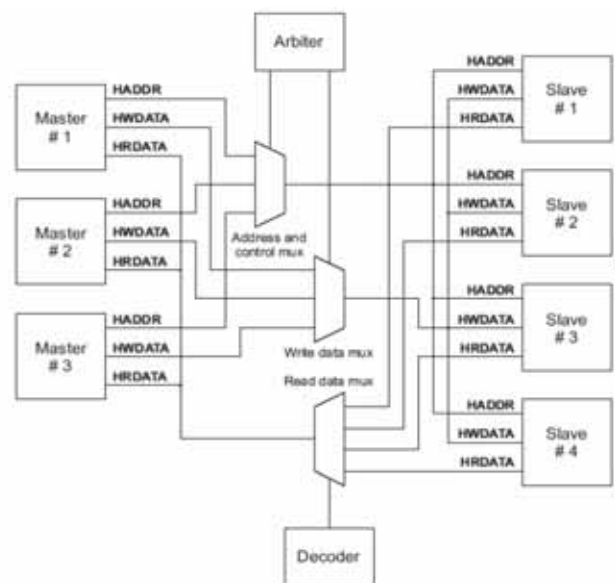 Arbiter
Master
# 1
HADDR
HWDATA
HRDATA
Master
# 2
HADDR
HWDATA
HRDATA
Master
# 3
HADDR
HWDATA
HRDATA
Address and
control mux
Write data mux
Read data mux
HADDR
HWDATA
HRDATA
Slave
# 1
HADDR
HWDATA
HRDATA
Slave
# 2
HADDR
HWDATA
HRDATA
Slave
# 3
HADDR
HWDATA
HRDATA
Slave
# 4
Decoder